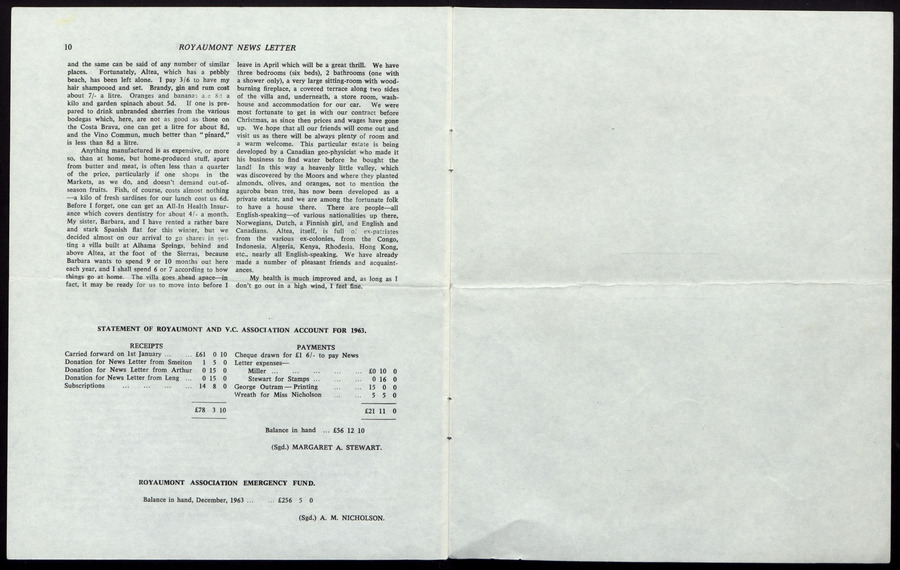 10 ROYAUMONT NEWS LETTER
and the same can be said of any number of similar
places. Fortunately, Altea, which has a pebbly
beach, has been left alone. I pay 3/6 to have my
hair shampooed and set. Brandy, gin and rum cost
about 7/- a litre. Oranges and bananas are 8d a
kilo and garden spinach about 5d. If one is pre-
pared to drink unbranded sherries from the various
bodegas which, here, are not as good as those on
the Costa Brava, one can get a litre for about 8d,
and the Vino Commun, much better than "pinard,"
is less than 8d a litre.
Anything manufactured is as expensive, or more
so, than at home, but home-produced stuff, apart
from butter and meat, is often less than a quarter
of the price, particularly if one shops in the
Markets, as we do, and doesn't demand out-of-
season fruits. Fish, of course, costs almost nothing
—a kilo of fresh sardines for our lunch cost us 6d.
Before I forget, one can get an All-In Health Insur-
ance which covers dentistry for about 4/- a month.
My sister, Barbara, and I have rented a rather bare
and stark Spanish flat for this winter, but we
decided almost on our arrival to go shares in get-
ting a villa built at Alhama Springs, behind and
above Altea, at the foot of the Sierras, because
Barbara wants to spend 9 or 10 months out here
each year, and I shall spend 6 or 7 according to how
things go at home. The villa goes ahead apace—in
fact, it may be ready for us to move into before I
leave in April which will be a great thrill. We have
three bedrooms (six beds), 2 bathrooms (one with
a shower only), a very large sitting-room with wood-
burning fireplace, a covered terrace along two sides
of the villa and, underneath, a store room, wash-
house and accommodation for our car. We were
most fortunate to get in with our contract before
Christmas, as since then prices and wages have gone
up. We hope that all our friends will come out and
visit us as there will be always plenty of room and
a warm welcome. This particular estate is being
developed by a Canadian geo-physicist who made it
his business to find water before he bought the
land! In this way a heavenly little valley, which
was discovered by the Moors and where they planted
almonds, olives, and oranges, not to mention the
aguroba bean tree, has now been developed as a
private estate, and we are among the fortunate folk
to have a house there. There are people—all
English-speaking—of various nationalities up there,
Norwegians, Dutch, a Finnish girl, and English and
Canadians. Altea, itself, is full of ex-patriates
from the various ex-colonies, from the Congo,
Indonesia, Algeria, Kenya, Rhodesia, Hong Kong,
etc., nearly all English-speaking. We have already
made a number of pleasant friends and acquaint-
ances.
My health is much improved and, as long as I
don't go out in a high wind, I feel fine.
STATEMENT OF ROYAUMONT AND V.C. ASSOCIATION ACCOUNT FOR 1963.
RECEIPTS
Carried forward on 1st January ... ... £61 0 10
Donation for News Letter from Smeiton 1 5 0
Donation for News Letter from Arthur 0 15 0
Donation for News Letter from Leng ... 0 15 0
Subscriptions ... ... ... ... 14 8 0
£78 3 10
PAYMENTS
Cheque drawn for £1 6/- to pay News
Letter expenses—
Miller ... ... ... ... ... £0 10 0
Stewart for Stamps ... ... ... 0 16 0
George Outram — Printing ... ... 15 0 0
Wreath for Miss Nicholson ... ... 5 5 0
£21 11 0
Balance in hand ... £56 12 10
(Sgd.) MARGARET A. STEWART.
ROYAUMONT ASSOCIATION EMERGENCY FUND.
Balance in hand, December, 1963 ... ... £256 5 0
(Sgd.) A. M. NICHOLSON.